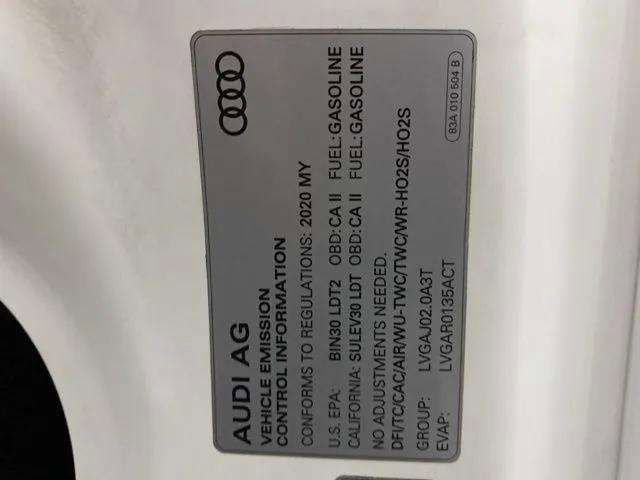 AUDI AG
VEHICLE EMISSION
CONTROL INFORMATION
CONFORMS TO REGULATIONS: 2020 MY
U.S. EPA: BIN30 LDT2 OBD: CA II FUEL: GASOLINE
CALIFORNIA: SULEV30 LDT OBD: CA II FUEL: GASOLINE
NO ADJUSTMENTS NEEDED.
DFI/TC/CAC/AIR/WU-TWC/TWC/WR-HO2S/HO2S
GROUP: LVGAJ02.0A3T
EVAP: LVGAR0135ACT
83A 010 504 B